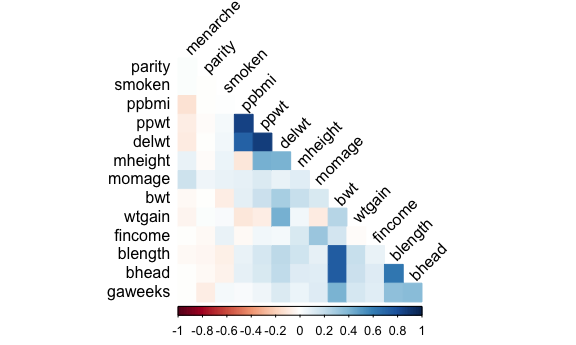 menarche
parity
smoken
ppbmi
ppwt
delwt
mheight
momage
bwt
wtgain
fincome
blength
bhead
parity
smoken
ppbmi
ppwt
delwt
mheight
momage
bwt
wtgain
fincome
blength
bhead
gaweeks
-1 -0.8 -0.6 -0.4 -0.2 0 0.2 0.4 0.6 0.8 1